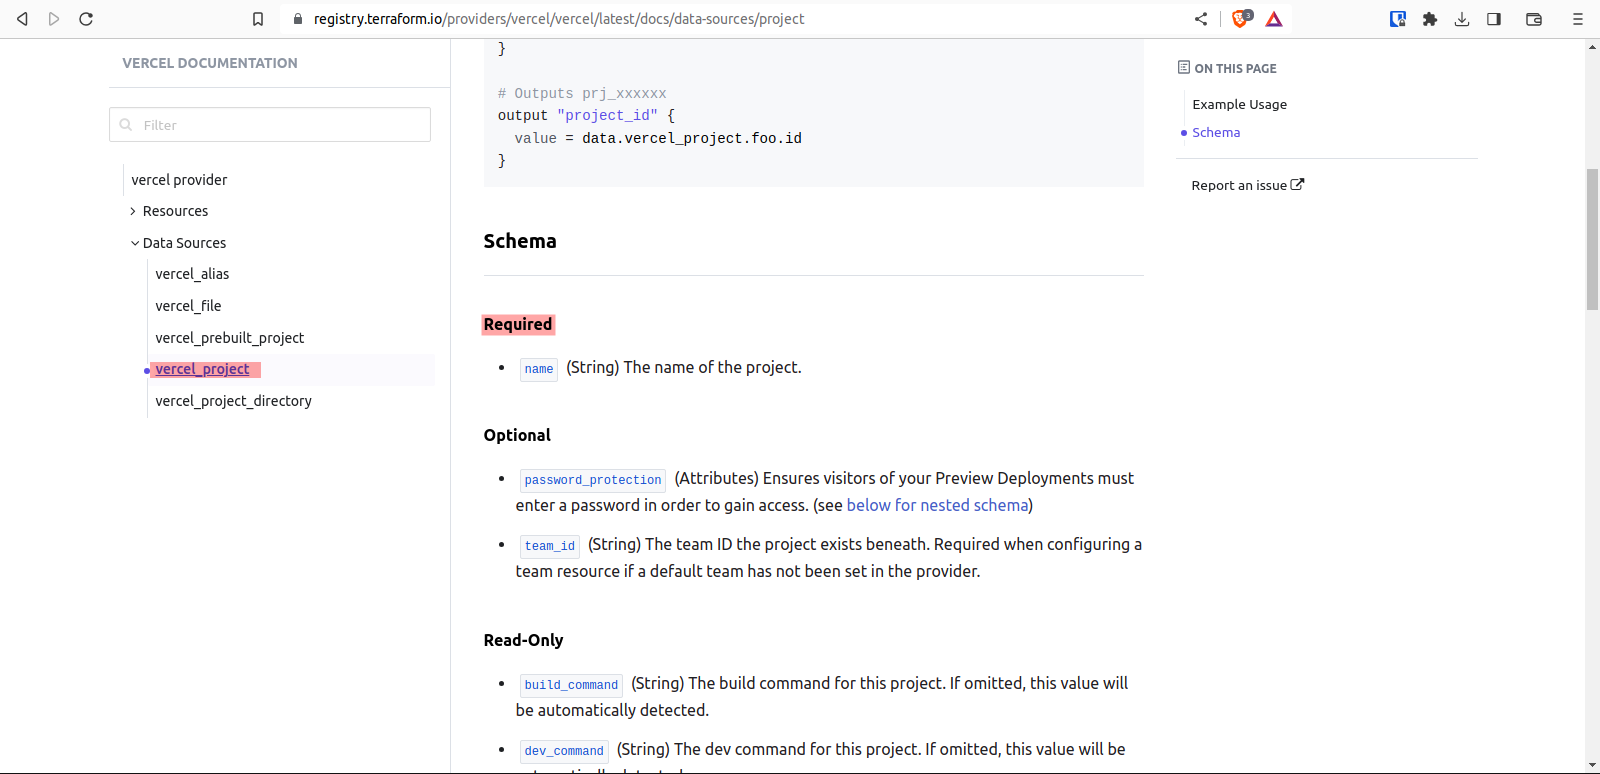 registry.terraform.io/providers/vercel/vercel/latest/docs/data-sources/project
3
VERCEL DOCUMENTATION
Filter
vercel provider
Resources
Data Sources
vercel_alias
vercel_file
vercel_prebuilt_project
vercel_project
vercel_project_directory
}
# Outputs prj_xxxxxx
output "project_id" {
value = data.vercel_project.foo.id
}
Schema
Required
name (String) The name of the project.
Optional
password_protection (Attributes) Ensures visitors of your Preview Deployments must
enter a password in order to gain access. (see below for nested schema)
team_id (String) The team ID the project exists beneath. Required when configuring a
team resource if a default team has not been set in the provider.
Read-Only
build_command (String) The build command for this project. If omitted, this value will
be automatically detected.
dev_command (String) The dev command for this project. If omitted, this value will be
ON THIS PAGE
Example Usage
Schema
Report an issue